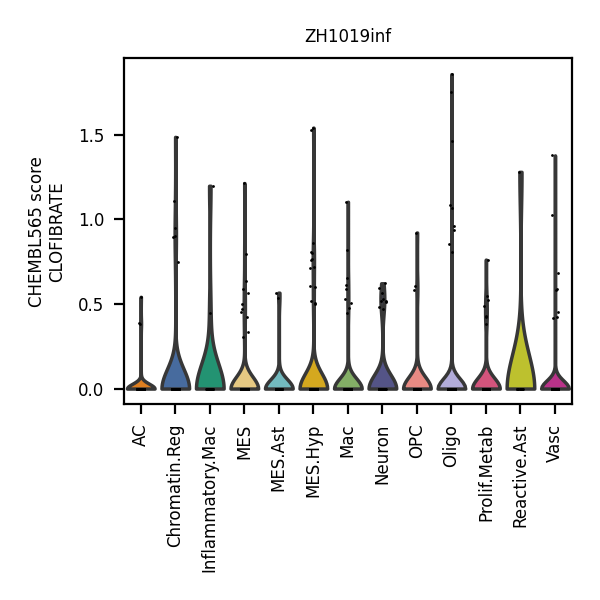 ZH1019inf
CHEMBL565 score
CLOFIBRATE
1.5
1.0
0.5
0.0
AC
Chromatin.Reg
Inflammatory.Mac
MES
MES.Ast
MES.Hyp
Mac
Neuron
OPC
Oligo
Prolif.Metab
Reactive.Ast
Vasc